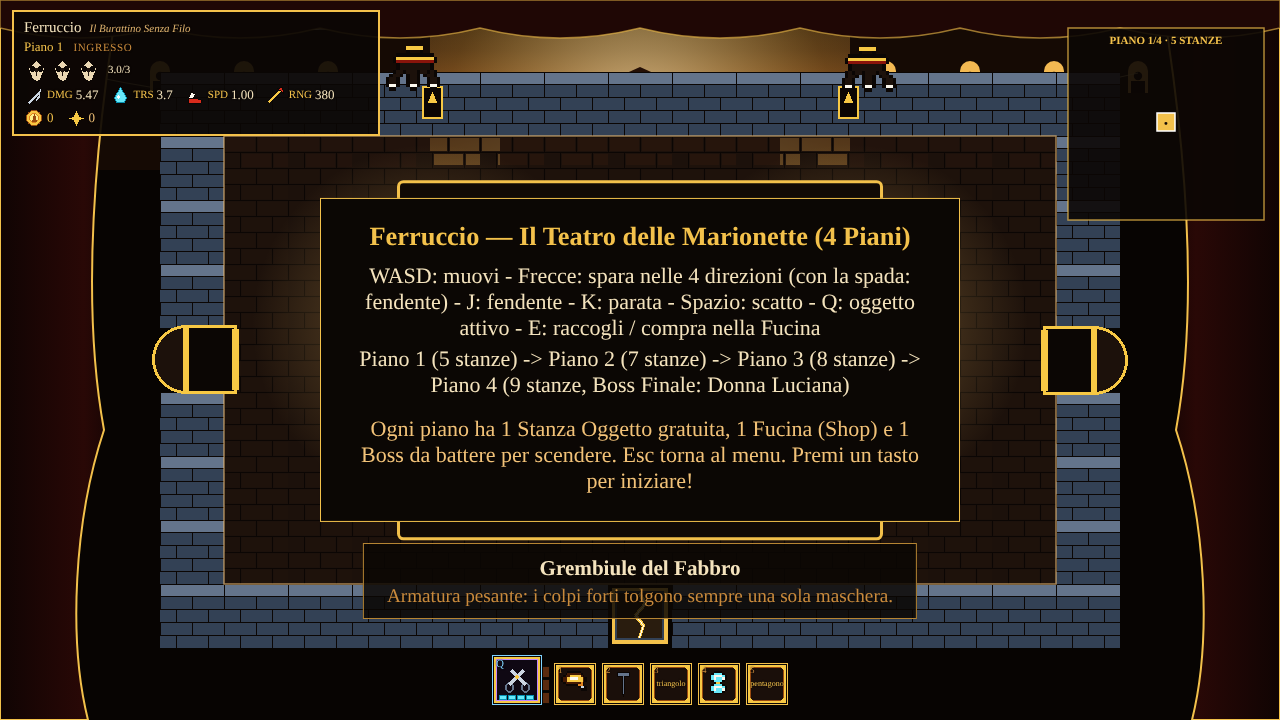 Ferruccio Il Burattino Senza Filo
Piano 1 INGRESSO
3.0/3
DMG 5.47 TRS 3.7 SPD 1.00 RNG 380
0 0
PIANO 1/4 · 5 STANZE
Ferruccio — Il Teatro delle Marionette (4 Piani)
WASD: muovi - Frecce: spara nelle 4 direzioni (con la spada:
fendente) - J: fendente - K: parata - Spazio: scatto - Q: oggetto
attivo - E: raccogli / compra nella Fucina
Piano 1 (5 stanze) -> Piano 2 (7 stanze) -> Piano 3 (8 stanze) ->
Piano 4 (9 stanze, Boss Finale: Donna Luciana)
Ogni piano ha 1 Stanza Oggetto gratuita, 1 Fucina (Shop) e 1
Boss da battere per scendere. Esc torna al menu. Premi un tasto
per iniziare!
Grembiule del Fabbro
Armatura pesante: i colpi forti tolgono sempre una sola maschera.
Q
triangolo
pentagono